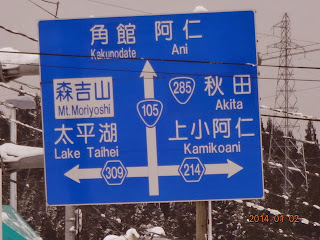 角館 阿仁
Kakunodate Ani
森吉山
Mt.Moriyoshi
105
285
秋田
Akita
太平湖
Lake Taihei
上小阿仁
Kamikoani
309
214
2014 01 02